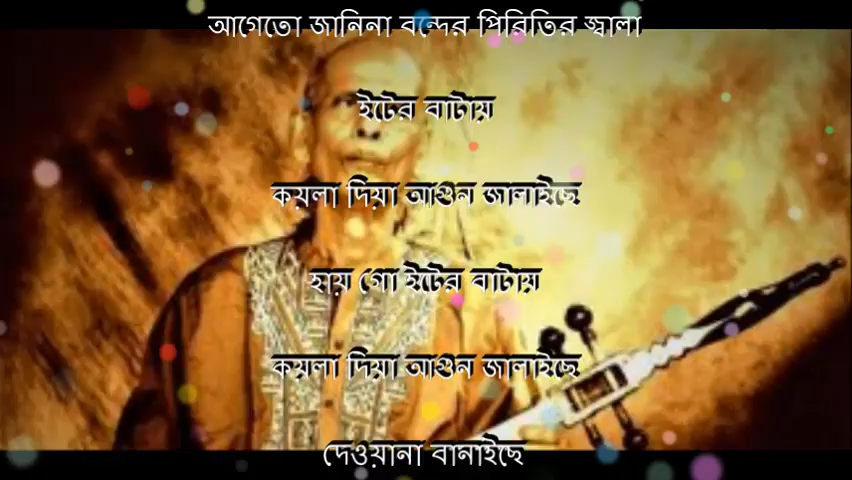 আগেতো জানিনা বন্দের পিরিতির জ্বালা
ইটের বাটায়
কয়লা দিয়া আগুন জালাইছে
হায় গো ইটের বাটায়
কয়লা দিয়া আগুন জালাইছে
দেওয়ানা বানাইছে